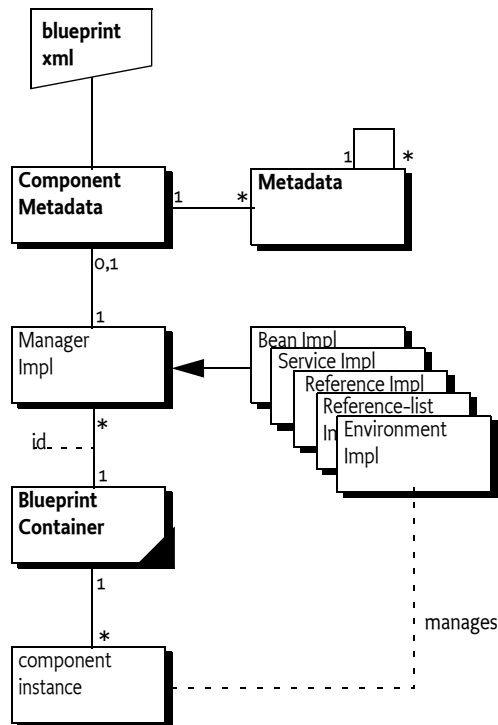 blueprint
xml
Component
Metadata
1
*
Metadata
1
*
0,1
1
Manager
Impl
Bean Impl
Service Impl
Reference Impl
Reference-list
Environment
Impl
*
id
1
Blueprint
Container
1
manages
*
component
instance